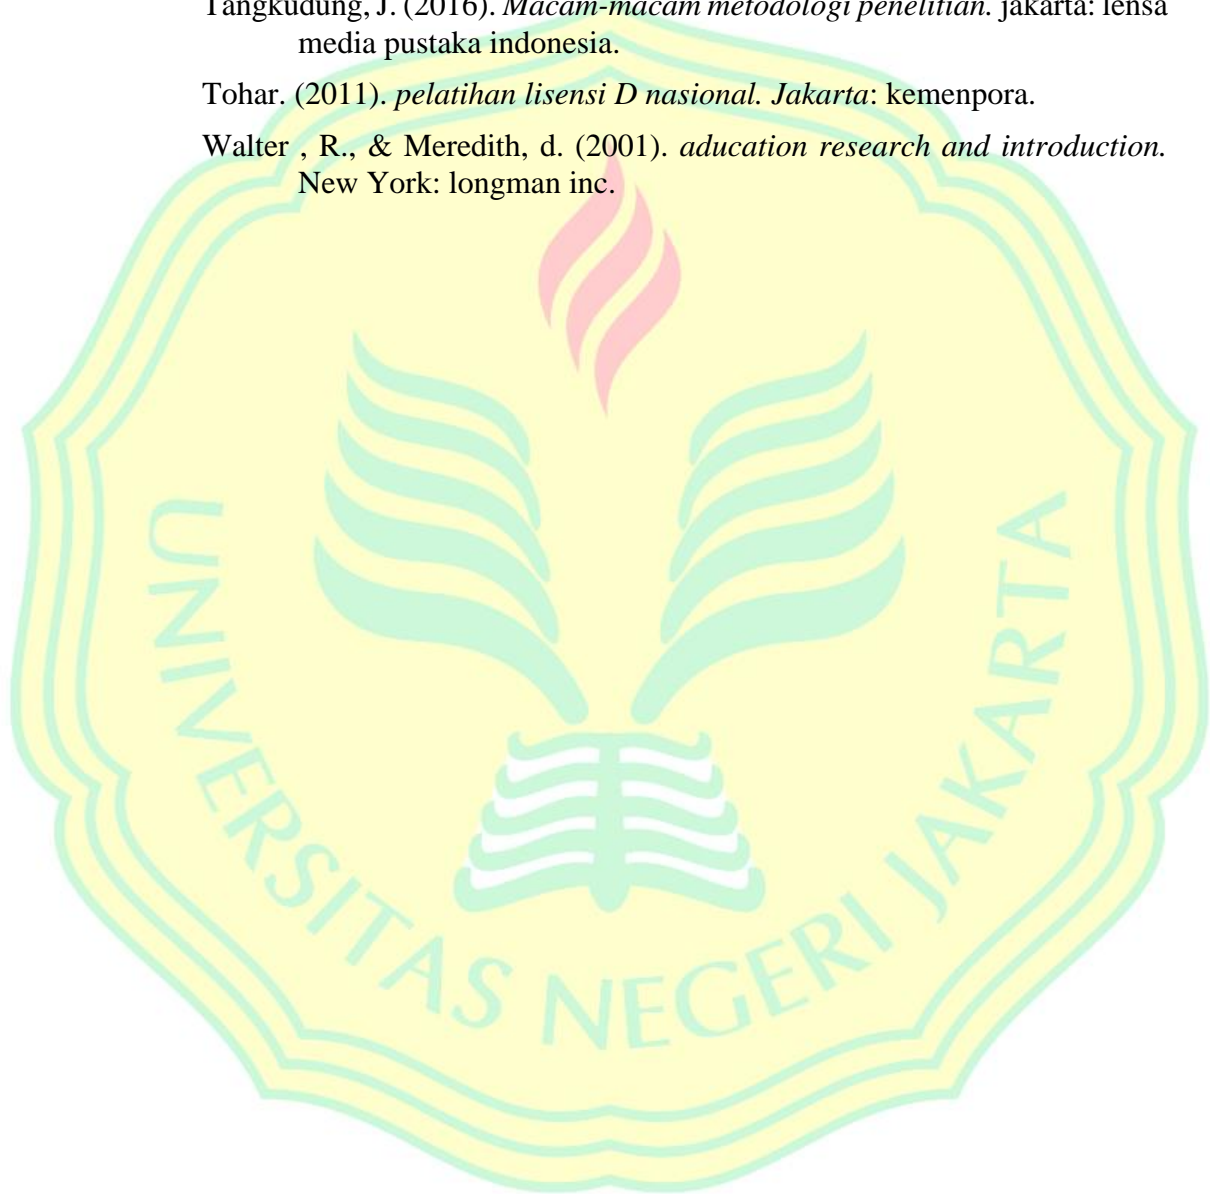 Tangkudung, J. (2016). Macam-macam metodologi penelitian. jakarta: lensa
media pustaka indonesia.
Tohar. (2011). pelatihan lisensi D nasional. Jakarta: kemenpora.
Walter , R., & Meredith, d. (2001). aducation research and introduction.
New York: longman inc.
UNIVERSITAS NEGERI JAKARTA